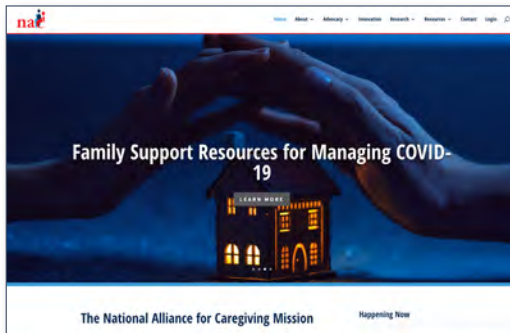 nac
Home About Advocacy Innovation Research Resources Contact Login
Family Support Resources for Managing COVID-
19
LEARN MORE
The National Alliance for Caregiving Mission
Happening Now